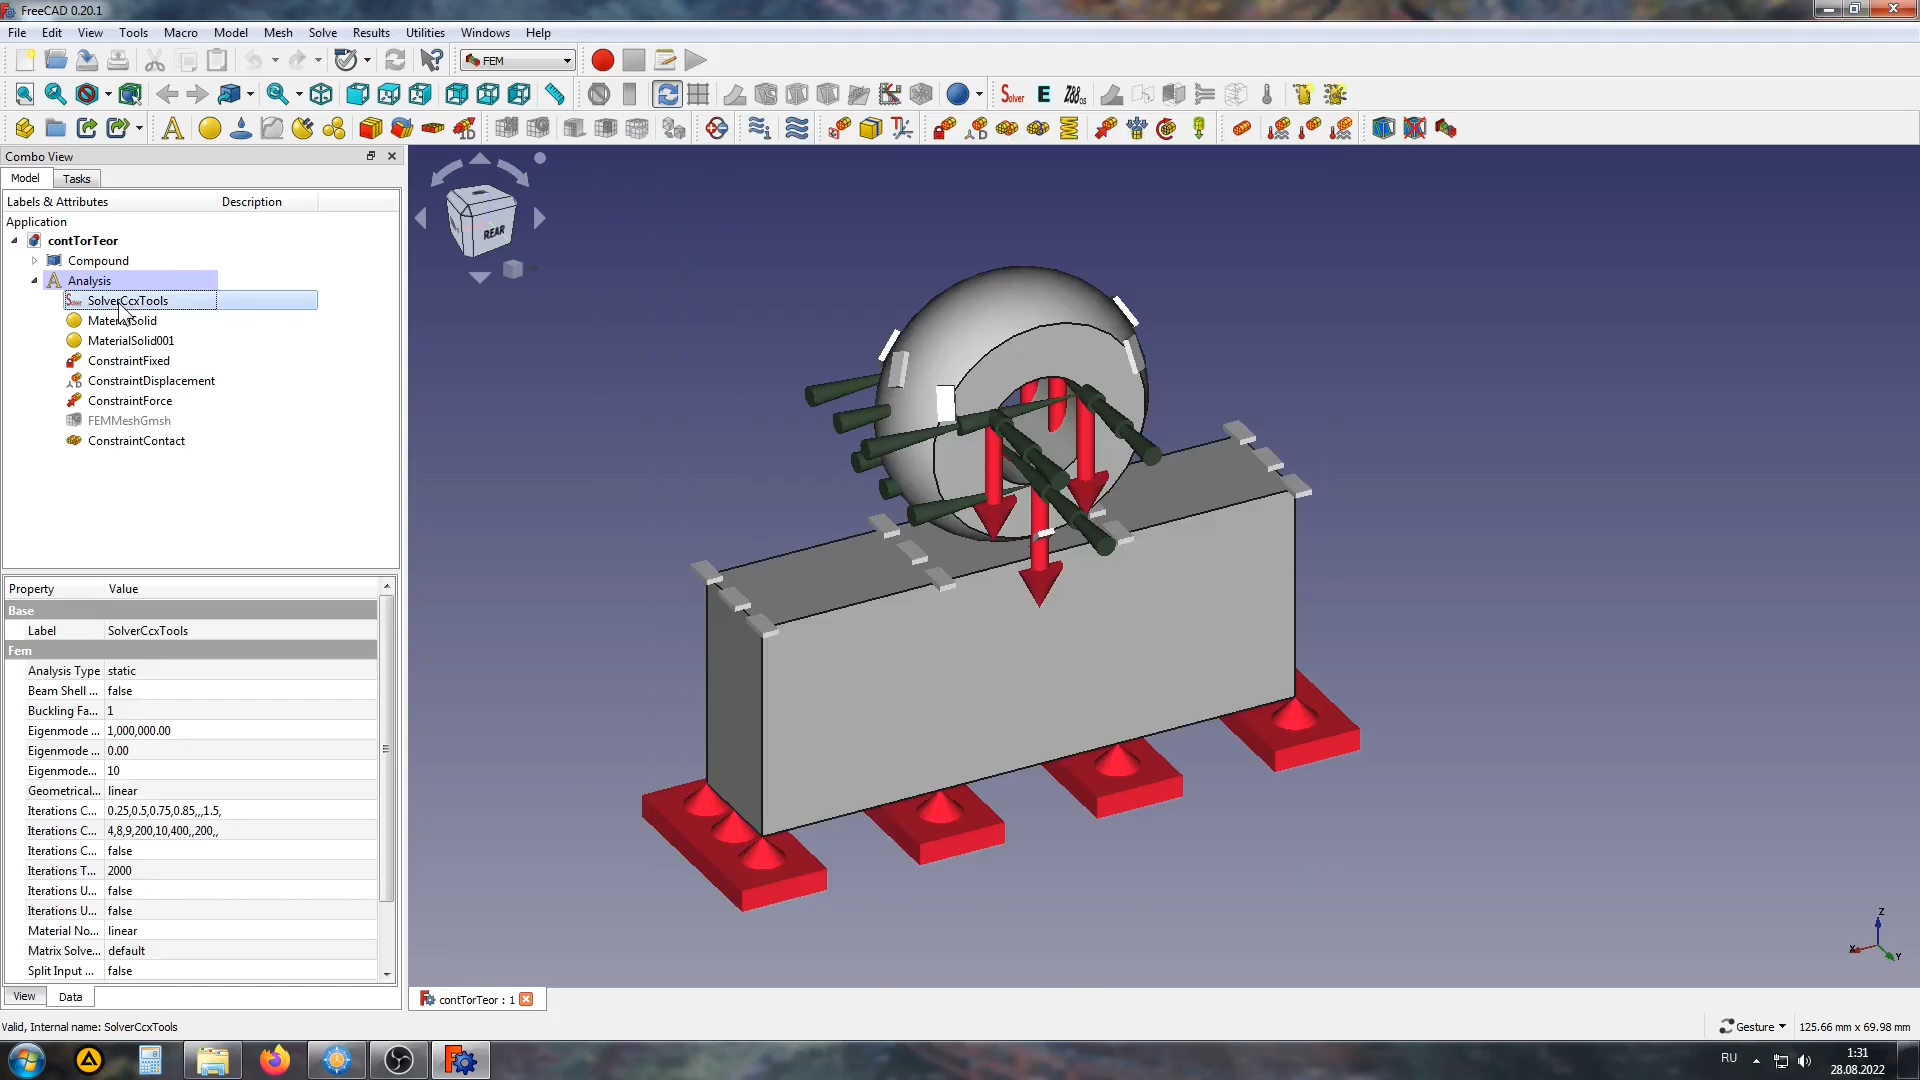 FreeCAD 0.20.1
File Edit View Tools Macro Model Mesh Solve Results Utilities Windows Help
FEM
Solver E Z88os
Combo View
Model Tasks
Labels & Attributes Description
Application
contTorTeor
Compound
Analysis
SolverCcxTools
MaterialSolid
MaterialSolid001
ConstraintFixed
ConstraintDisplacement
ConstraintForce
FEMMeshGmsh
ConstraintContact
REAR
Property Value
Base
Label SolverCcxTools
Fem
Analysis Type static
Beam Shell ... false
Buckling Fa... 1
Eigenmode ... 1,000,000.00
Eigenmode ... 0.00
Eigenmode... 10
Geometrical... linear
Iterations C... 0.25,0.5,0.75,0.85,,,1.5,
Iterations C... 4,8,9,200,10,400,,200,,
Iterations C... false
Iterations T... 2000
Iterations U... false
Iterations U... false
Material No... linear
Matrix Solve... default
Split Input ... false
View Data
Z
X
Y
contTorTeor : 1
Valid, Internal name: SolverCcxTools
Gesture 125.66 mm x 69.98 mm
RU
1:31
28.08.2022